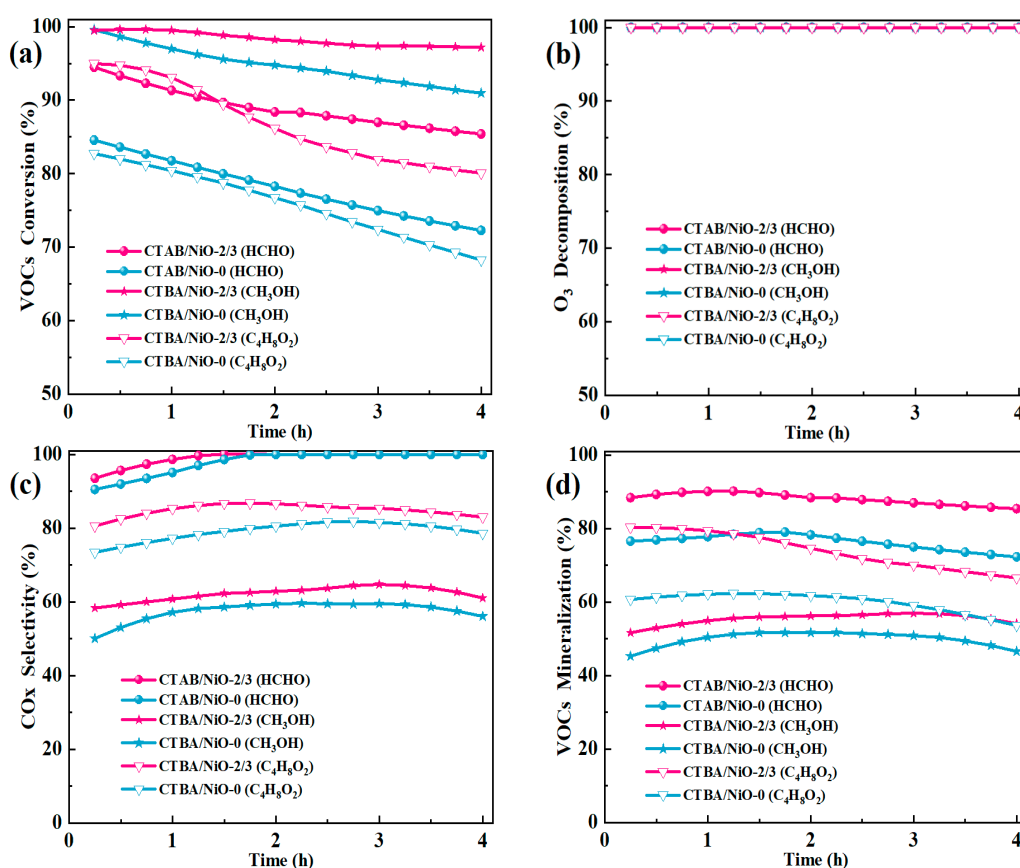 (a)
VOCs Conversion (%)
100
90
80
70
60
50
CTAB/NiO-2/3 (HCHO)
CTAB/NiO-0 (HCHO)
CTBA/NiO-2/3 (CH3OH)
CTBA/NiO-0 (CH3OH)
CTBA/NiO-2/3 (C4H8O2)
CTBA/NiO-0 (C4H8O2)
0 1 2 3 4
Time (h)
(b)
O3 Decomposition (%)
100
90
80
70
60
50
CTAB/NiO-2/3 (HCHO)
CTAB/NiO-0 (HCHO)
CTBA/NiO-2/3 (CH3OH)
CTBA/NiO-0 (CH3OH)
CTBA/NiO-2/3 (C4H8O2)
CTBA/NiO-0 (C4H8O2)
0 1 2 3 4
Time (h)
(c)
COx Selectivity (%)
100
80
60
40
20
0
CTAB/NiO-2/3 (HCHO)
CTAB/NiO-0 (HCHO)
CTBA/NiO-2/3 (CH3OH)
CTBA/NiO-0 (CH3OH)
CTBA/NiO-2/3 (C4H8O2)
CTBA/NiO-0 (C4H8O2)
0 1 2 3 4
Time (h)
(d)
VOCs Mineralization (%)
100
80
60
40
20
0
CTAB/NiO-2/3 (HCHO)
CTAB/NiO-0 (HCHO)
CTBA/NiO-2/3 (CH3OH)
CTBA/NiO-0 (CH3OH)
CTBA/NiO-2/3 (C4H8O2)
CTBA/NiO-0 (C4H8O2)
0 1 2 3 4
Time (h)